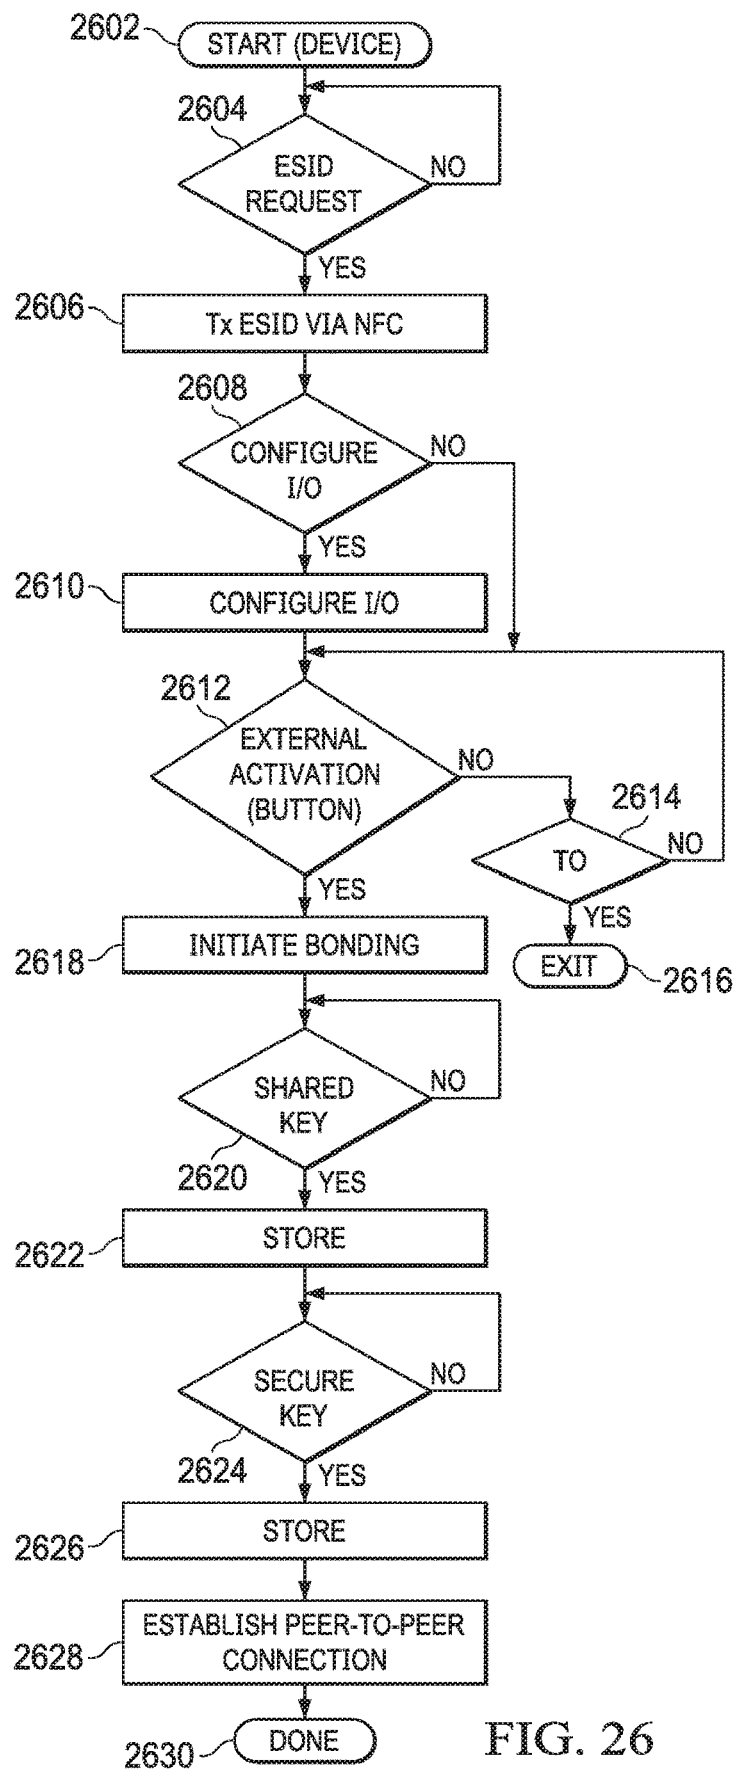 2602
START (DEVICE)
2604
ESID
REQUEST
NO
YES
2606
Tx ESID VIA NFC
2608
CONFIGURE
I/O
NO
YES
2610
CONFIGURE I/O
2612
EXTERNAL
ACTIVATION
(BUTTON)
NO
2614
TO
NO
YES
YES
2618
INITIATE BONDING
EXIT
2616
SHARED
KEY
NO
2620
YES
2622
STORE
SECURE
KEY
NO
2624
YES
2626
STORE
2628
ESTABLISH PEER-TO-PEER
CONNECTION
2630
DONE
FIG. 26